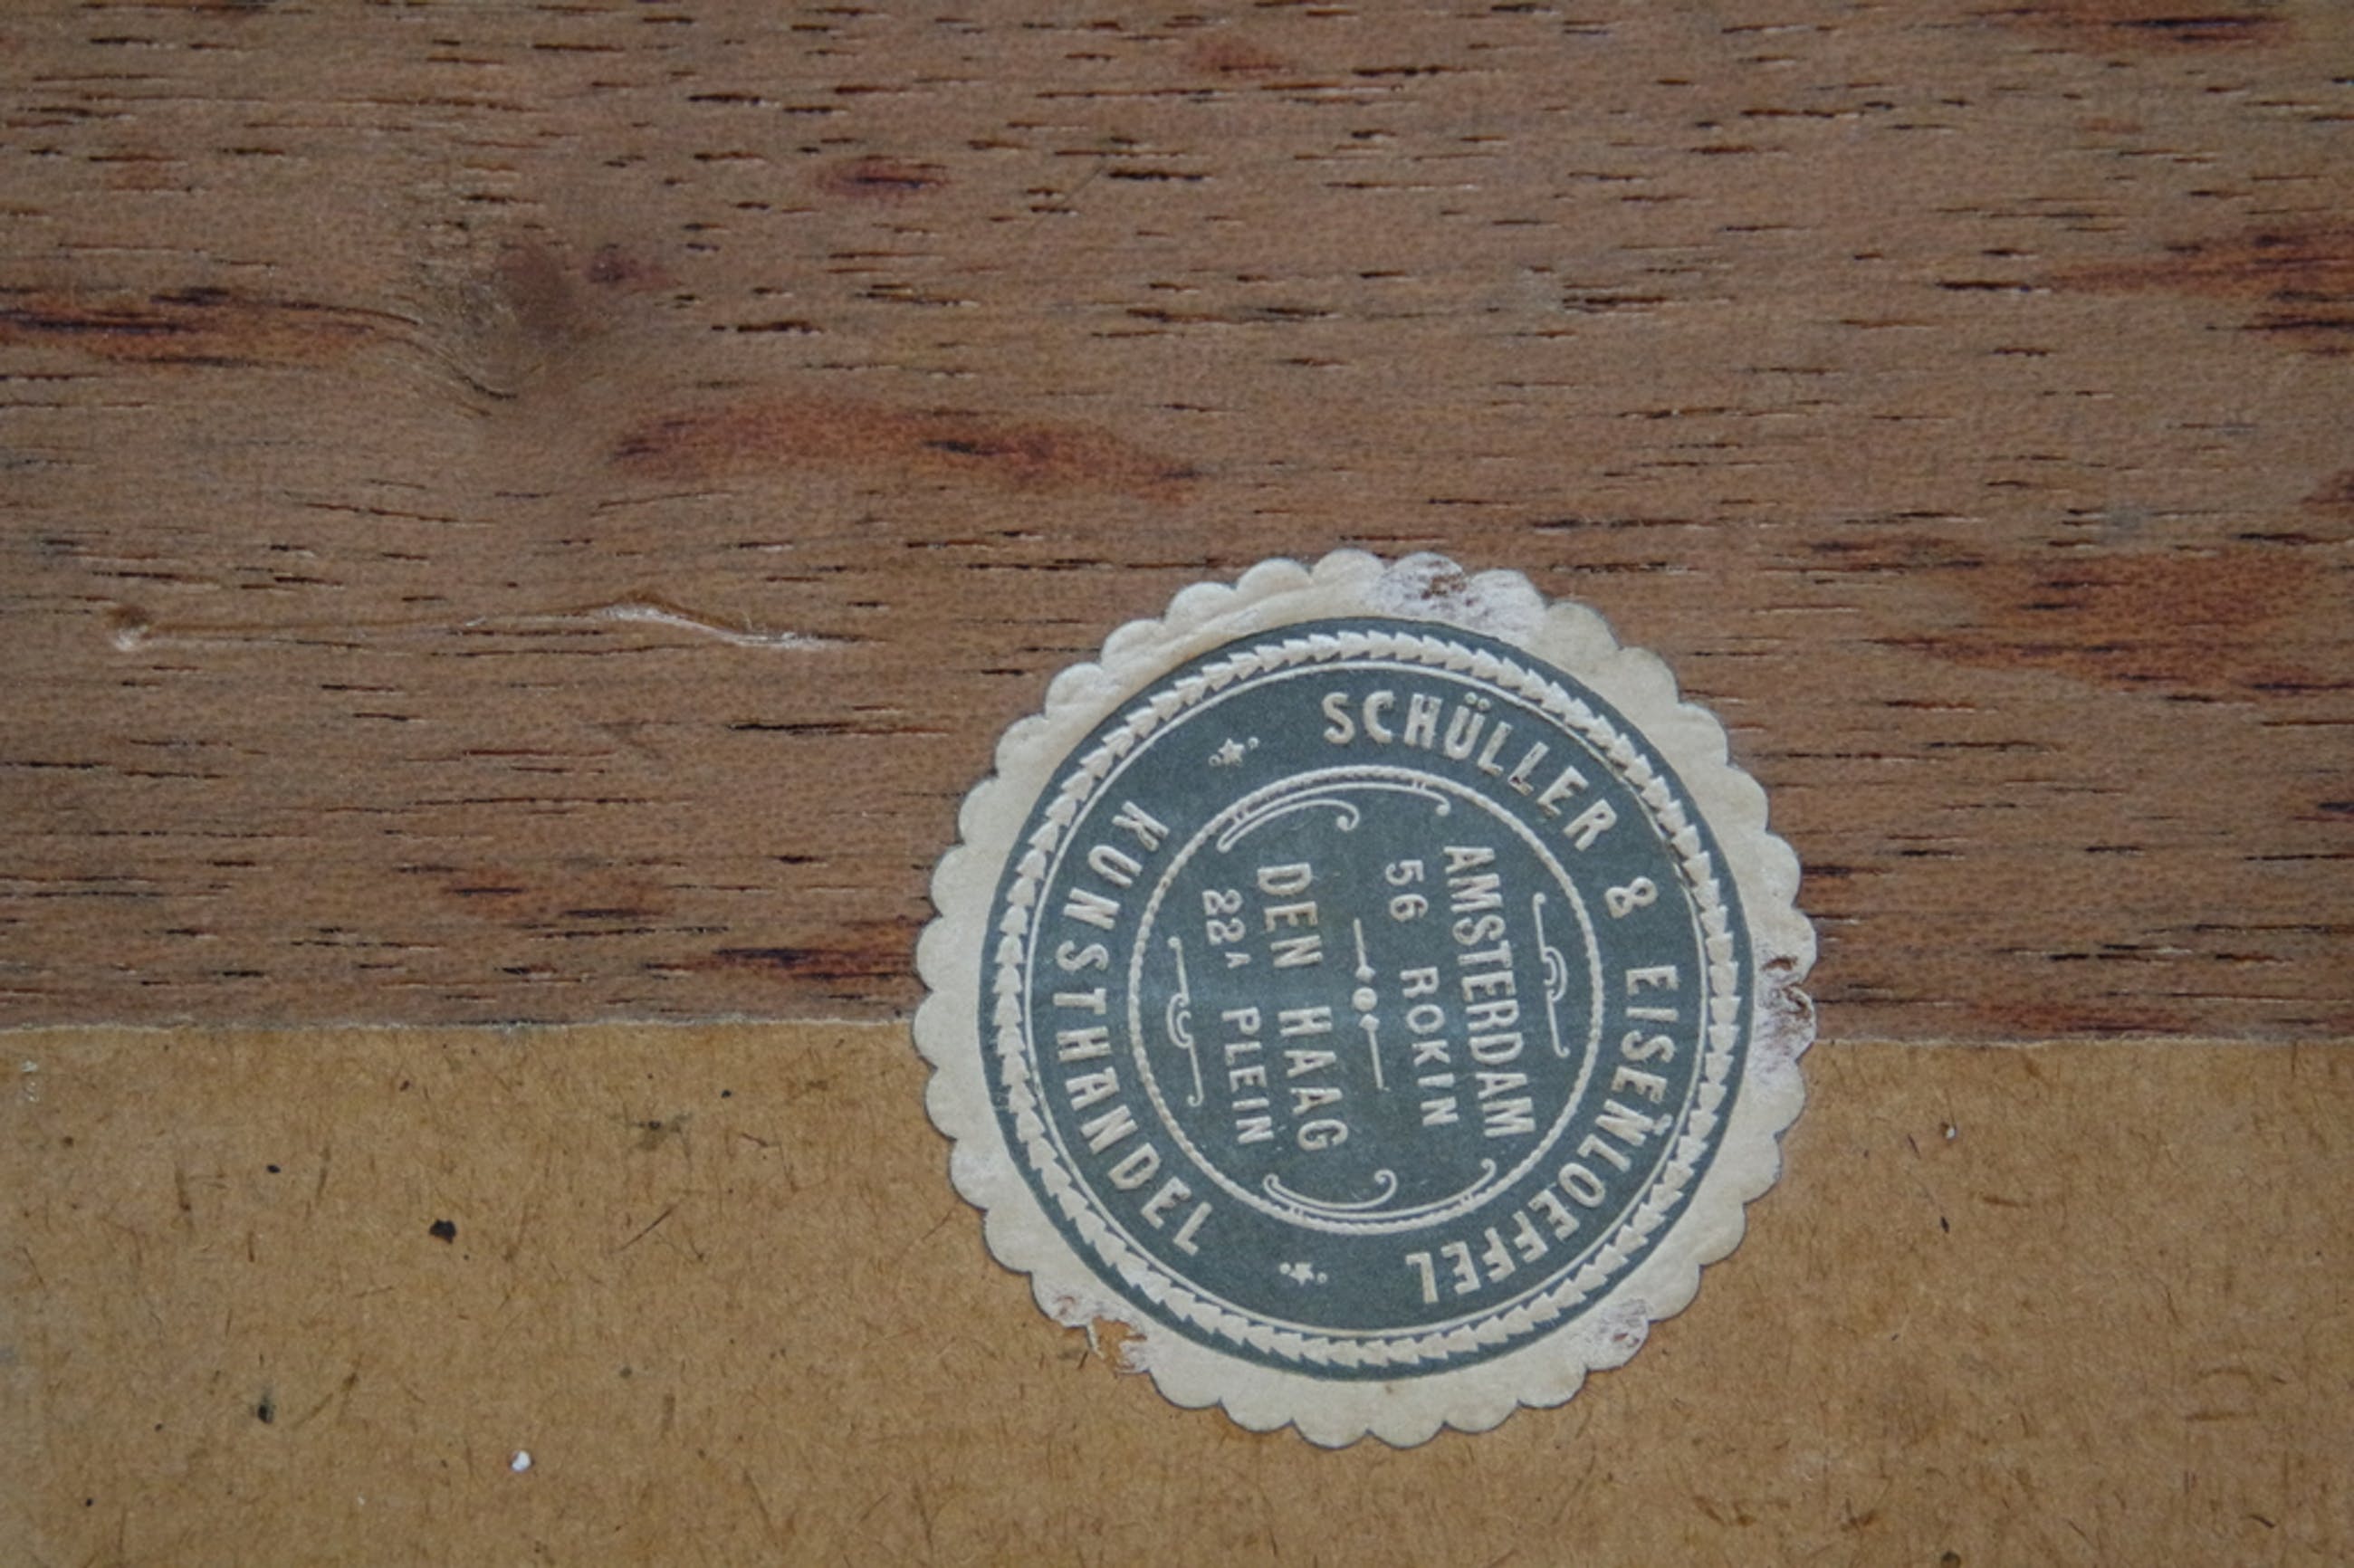 SCHÜLLER & EISENLOEFFEL
AMSTERDAM
56 ROKIN
DEN HAAG
22A PLEIN
KUNSTHANDEL